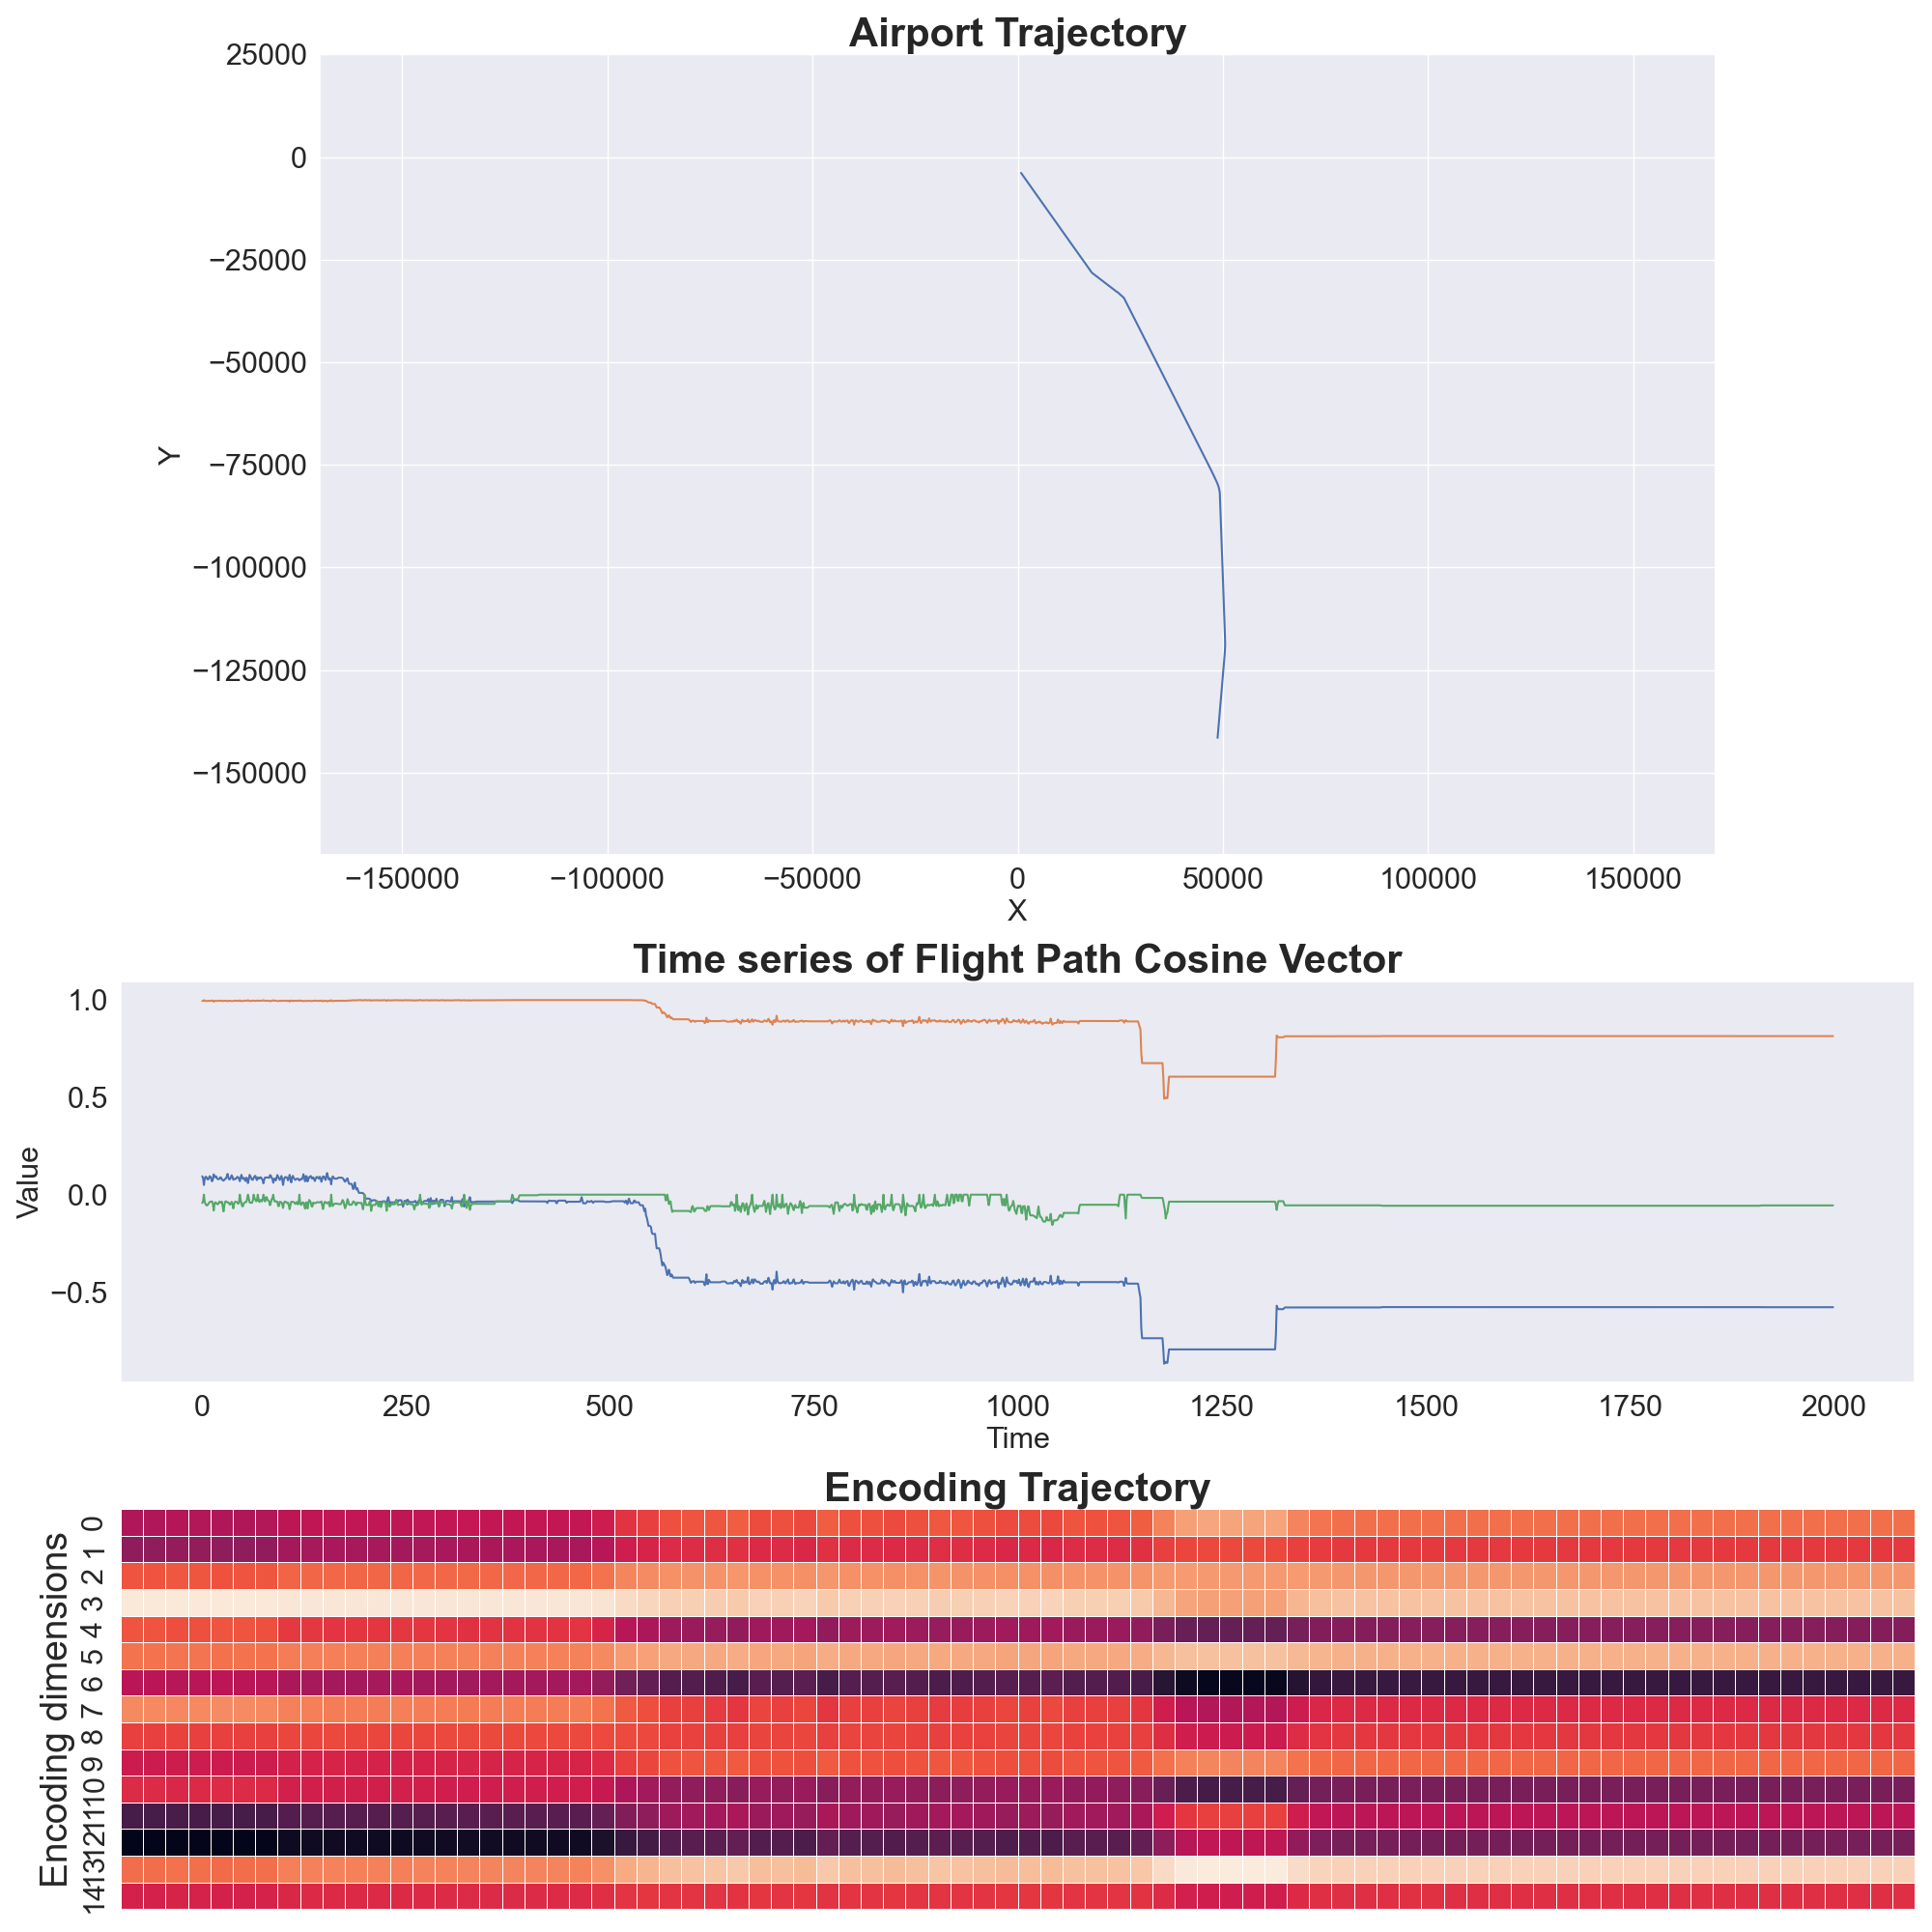 Airport Trajectory
25000
0
−25000
−50000
−75000
−100000
−125000
−150000
Y
−150000 −100000 −50000 0 50000 100000 150000
X
Time series of Flight Path Cosine Vector
1.0
0.5
0.0
−0.5
Value
0 250 500 750 1000 1250 1500 1750 2000
Time
Encoding Trajectory
Encoding dimensions
0
1
2
3
4
5
6
7
8
9
10
11
12
13
14